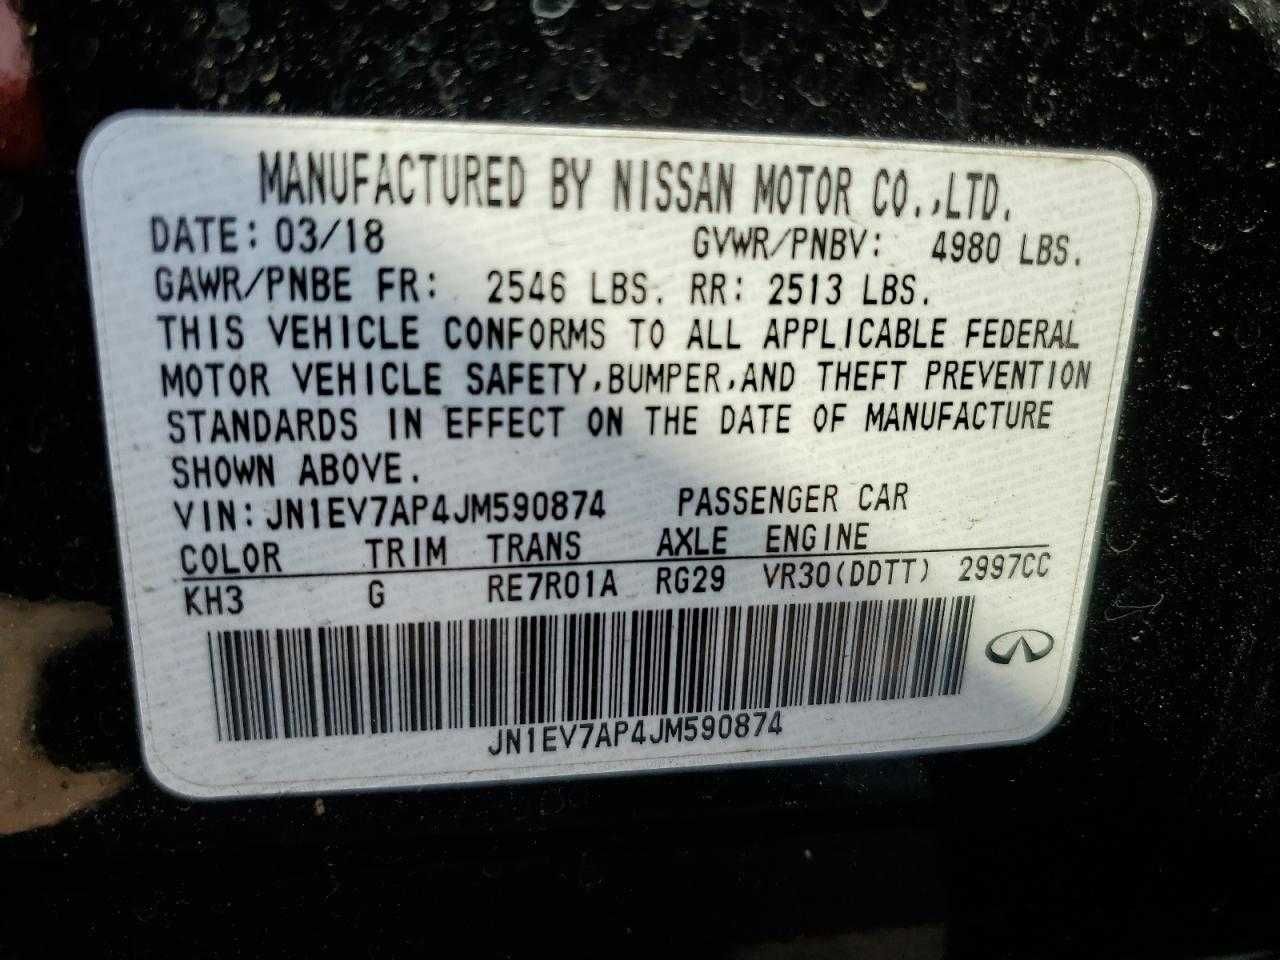 MANUFACTURED BY NISSAN MOTOR CO.,LTD.
DATE: 03/18 GVWR/PNBV: 4980 LBS.
GAWR/PNBE FR: 2546 LBS. RR: 2513 LBS.
THIS VEHICLE CONFORMS TO ALL APPLICABLE FEDERAL
MOTOR VEHICLE SAFETY,BUMPER,AND THEFT PREVENTION
STANDARDS IN EFFECT ON THE DATE OF MANUFACTURE
SHOWN ABOVE.
VIN: JN1EV7AP4JM590874 PASSENGER CAR
COLOR TRIM TRANS AXLE ENGINE
KH3 G RE7R01A RG29 VR30(DDTT) 2997CC
JN1EV7AP4JM590874